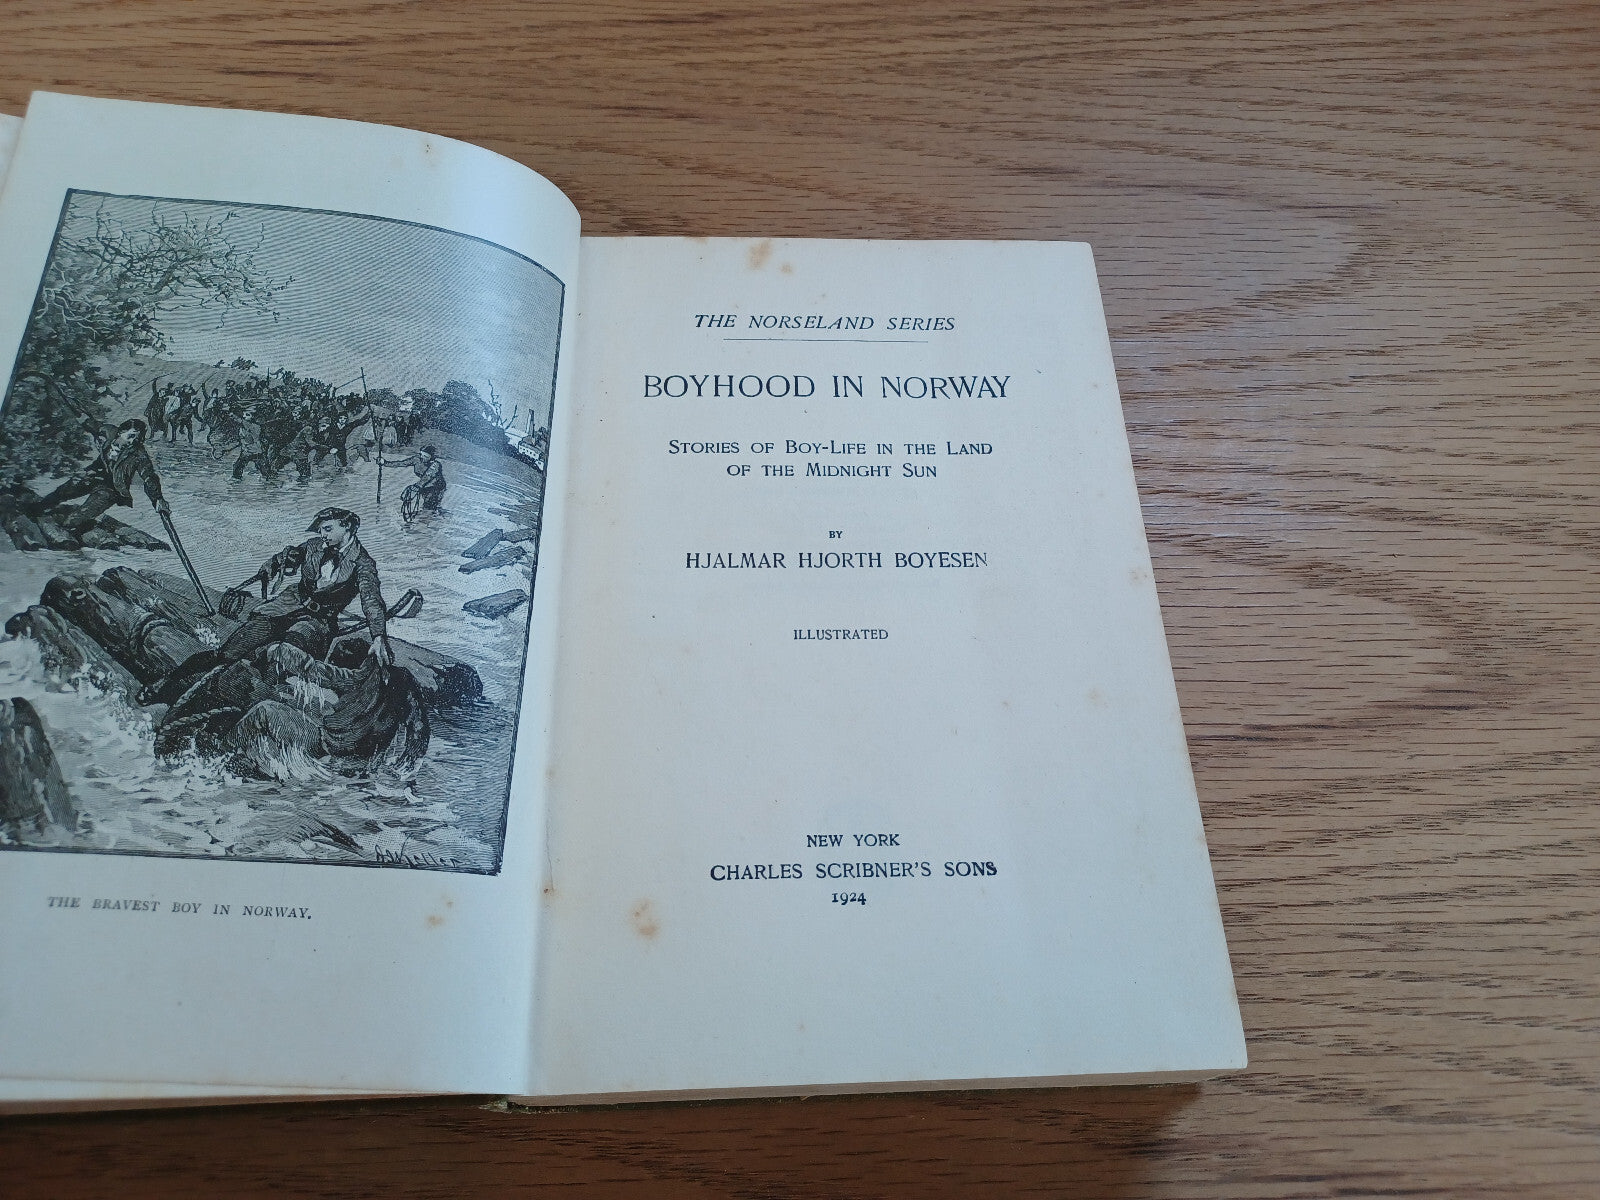 A A Keller
THE BRAVEST BOY IN NORWAY.
THE NORSELAND SERIES
BOYHOOD IN NORWAY
STORIES OF BOY-LIFE IN THE LAND
OF THE MIDNIGHT SUN
BY
HJALMAR HJORTH BOYESEN
ILLUSTRATED
NEW YORK
CHARLES SCRIBNER'S SONS
1924